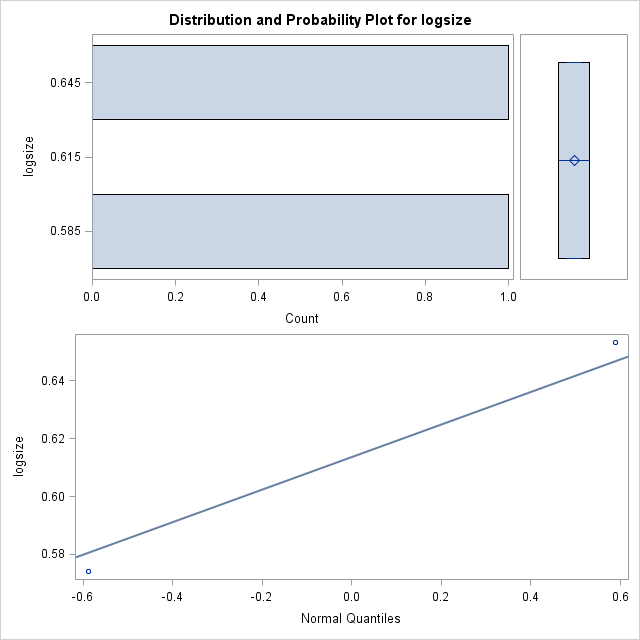 Distribution and Probability Plot for logsize
logsize
0.645
0.615
0.585
0.0 0.2 0.4 0.6 0.8 1.0
Count
logsize
0.64
0.62
0.60
0.58
-0.6 -0.4 -0.2 0.0 0.2 0.4 0.6
Normal Quantiles